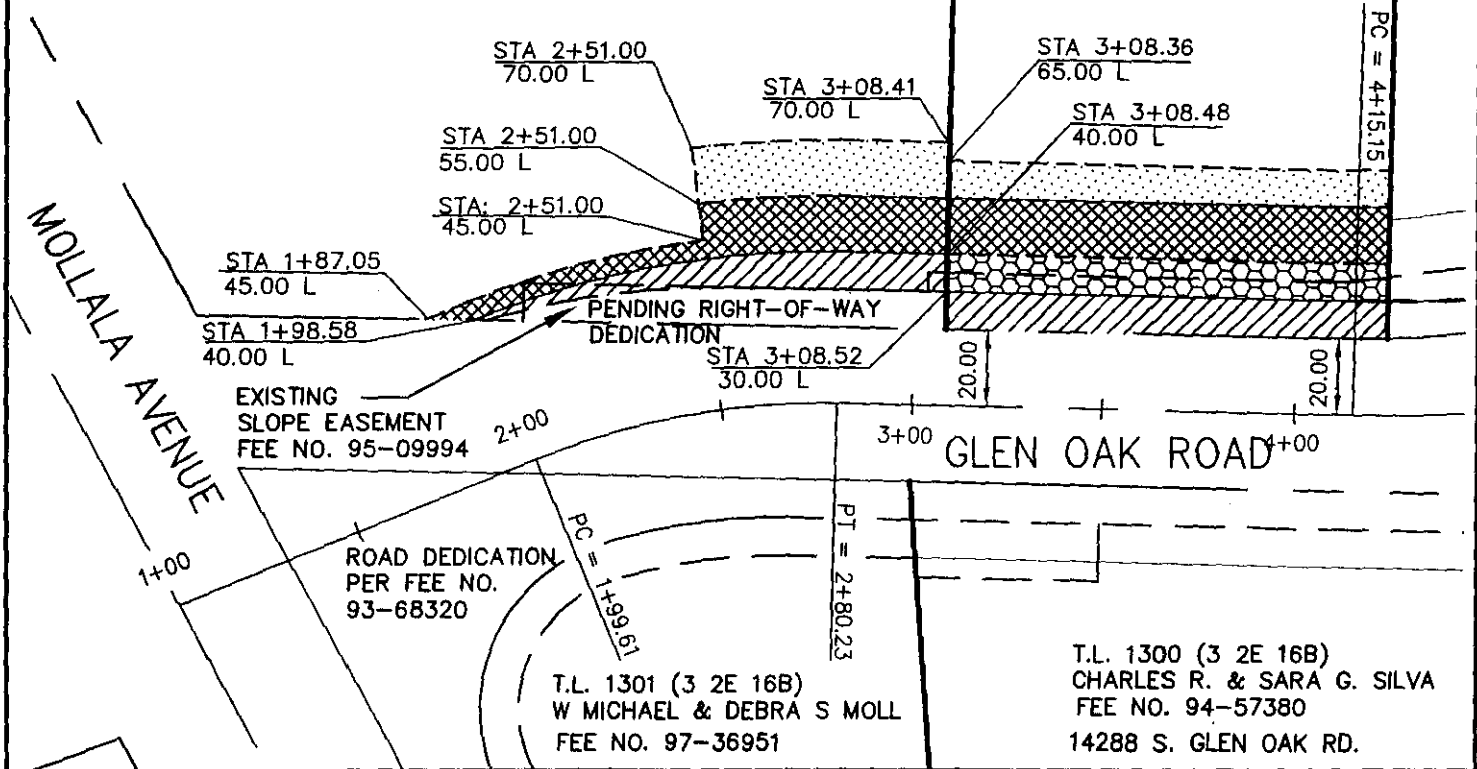 STA 2+51.00
70.00 L
STA 3+08.41
70.00 L
STA 3+08.36
65.00 L
PC = 4+15.15
STA 2+51.00
55.00 L
STA 3+08.48
40.00 L
STA: 2+51.00
45.00 L
MOLLALA AVENUE
STA 1+87.05
45.00 L
STA 1+98.58
40.00 L
PENDING RIGHT-OF-WAY
DEDICATION
STA 3+08.52
30.00 L
20.00
20.00
EXISTING
SLOPE EASEMENT
FEE NO. 95-09994
2+00
3+00
GLEN OAK ROAD
4+00
1+00
ROAD DEDICATION
PER FEE NO.
93-68320
PC = 1+99.61
PT = 2+80.23
T.L. 1301 (3 2E 16B)
W MICHAEL & DEBRA S MOLL
FEE NO. 97-36951
T.L. 1300 (3 2E 16B)
CHARLES R. & SARA G. SILVA
FEE NO. 94-57380
14288 S. GLEN OAK RD.